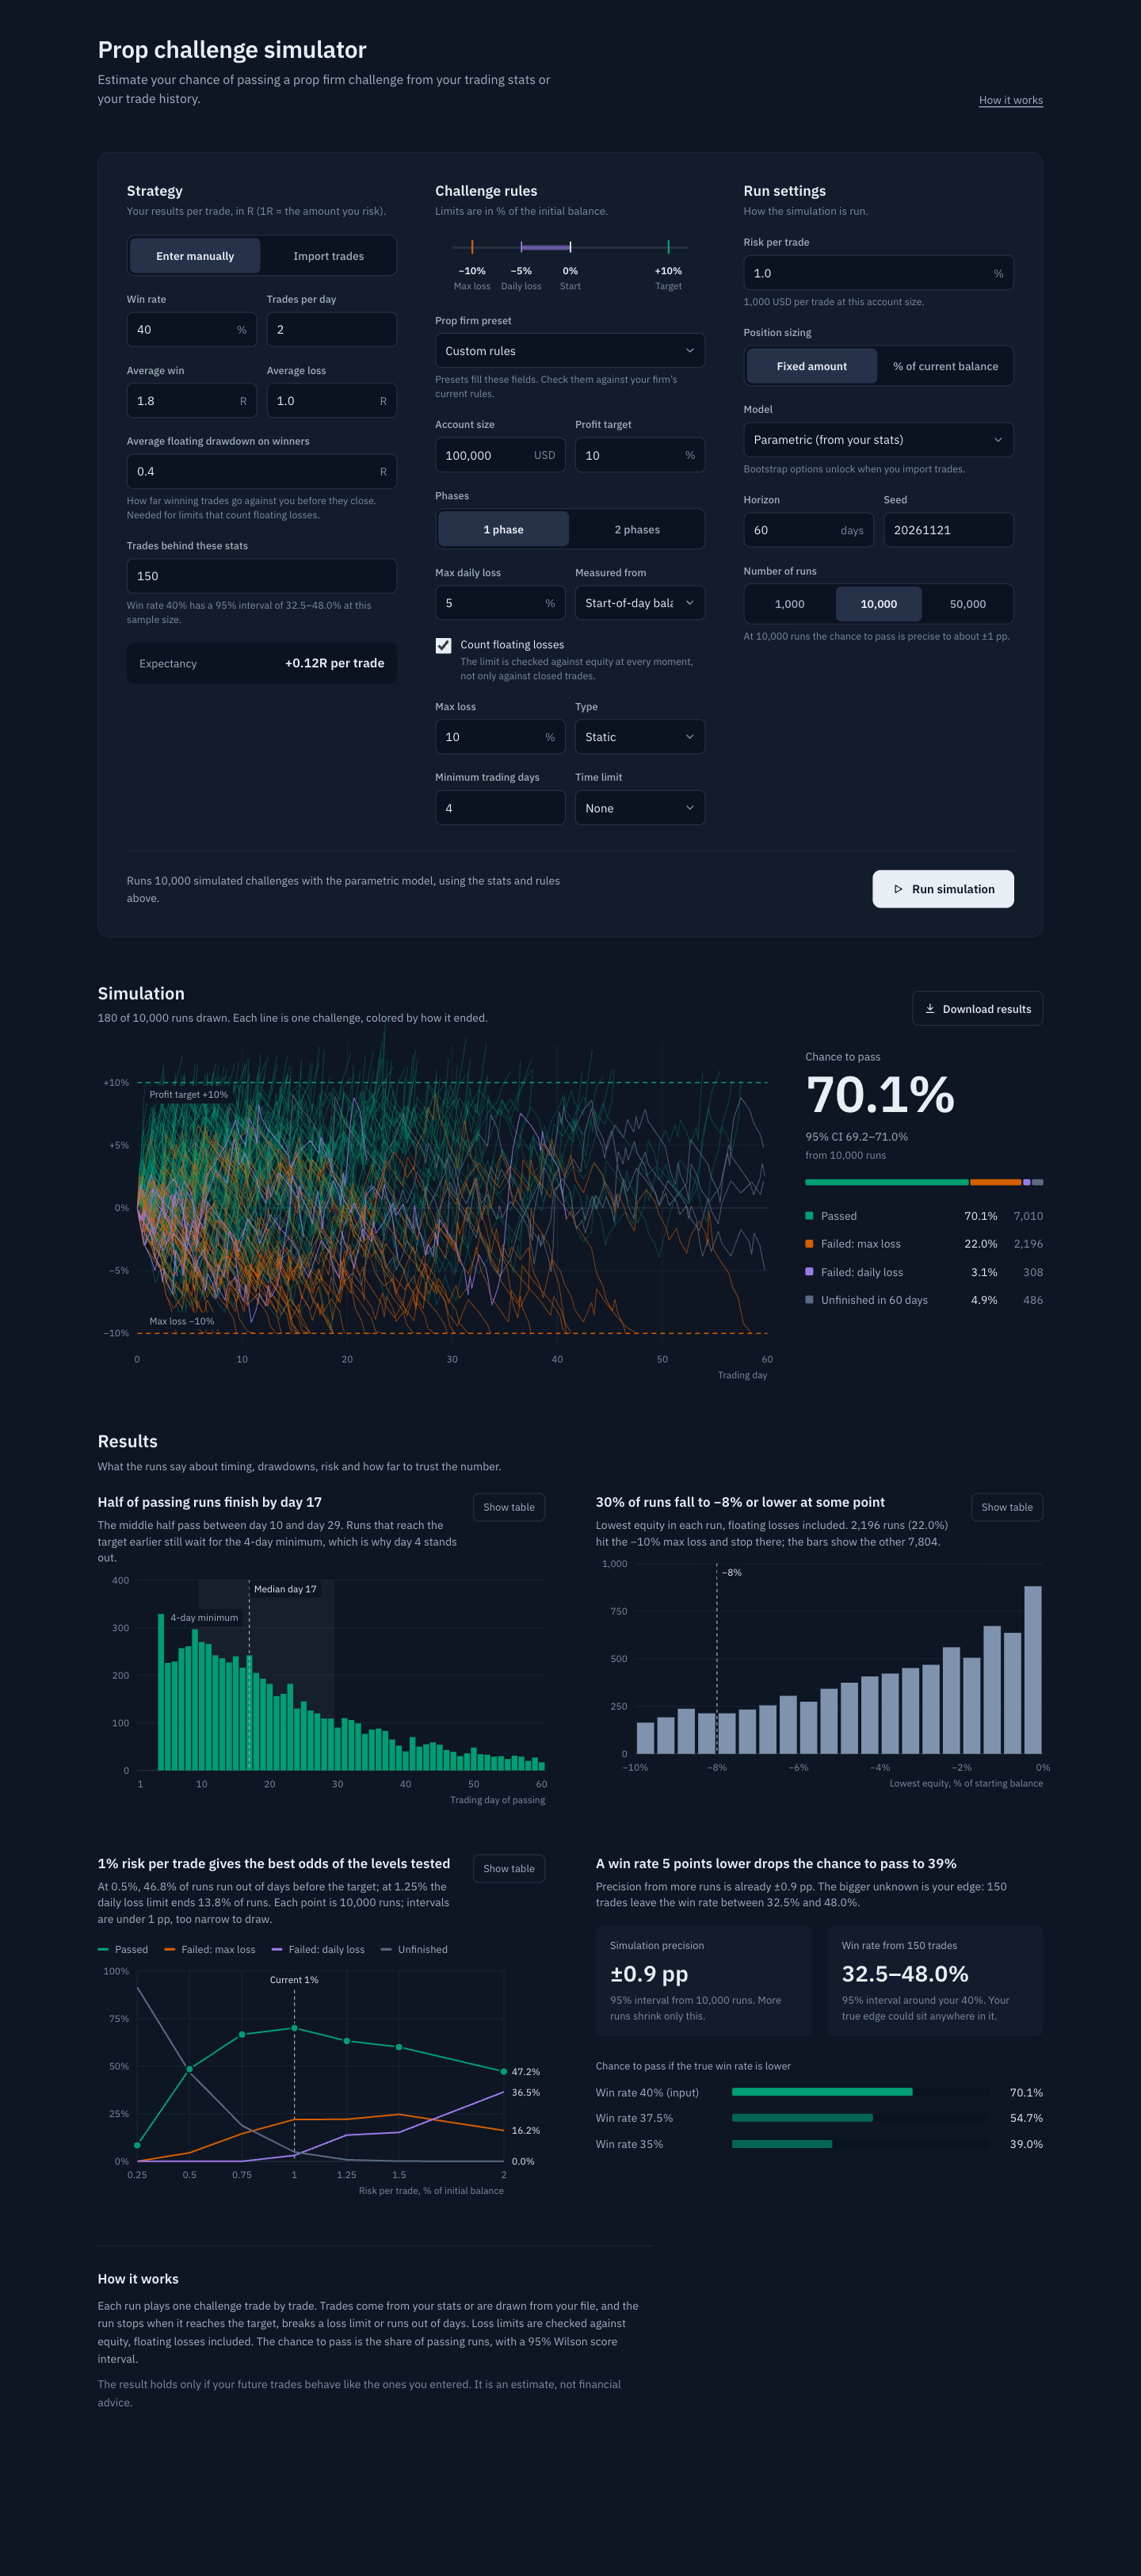 Prop challenge simulator
Estimate your chance of passing a prop firm challenge from your trading stats or
your trade history.
How it works
Strategy
Your results per trade, in R (1R = the amount you risk).
Enter manually
Import trades
Win rate
Trades per day
40
%
2
Average win
Average loss
1.8
R
1.0
R
Average floating drawdown on winners
0.4
R
How far winning trades go against you before they close.
Needed for limits that count floating losses.
Trades behind these stats
150
Win rate 40% has a 95% interval of 32.5–48.0% at this
sample size.
Expectancy
+0.12R per trade
Challenge rules
Limits are in % of the initial balance.
−10%
−5%
0%
+10%
Max loss
Daily loss
Start
Target
Prop firm preset
Custom rules
Presets fill these fields. Check them against your firm's
current rules.
Account size
Profit target
100,000
USD
10
%
Phases
1 phase
2 phases
Max daily loss
Measured from
5
%
Start-of-day bala
Count floating losses
The limit is checked against equity at every moment,
not only against closed trades.
Max loss
Type
10
%
Static
Minimum trading days
Time limit
4
None
Run settings
How the simulation is run.
Risk per trade
1.0
%
1,000 USD per trade at this account size.
Position sizing
Fixed amount
% of current balance
Model
Parametric (from your stats)
Bootstrap options unlock when you import trades.
Horizon
Seed
60
days
20261121
Number of runs
1,000
10,000
50,000
At 10,000 runs the chance to pass is precise to about ±1 pp.
Runs 10,000 simulated challenges with the parametric model, using the stats and rules
above.
Run simulation
Simulation
180 of 10,000 runs drawn. Each line is one challenge, colored by how it ended.
Download results
+10%
+5%
0%
−5%
−10%
Profit target +10%
Max loss −10%
0
10
20
30
40
50
60
Trading day
Chance to pass
70.1%
95% CI 69.2–71.0%
from 10,000 runs
Passed
70.1%
7,010
Failed: max loss
22.0%
2,196
Failed: daily loss
3.1%
308
Unfinished in 60 days
4.9%
486
Results
What the runs say about timing, drawdowns, risk and how far to trust the number.
Half of passing runs finish by day 17
Show table
The middle half pass between day 10 and day 29. Runs that reach the
target earlier still wait for the 4-day minimum, which is why day 4 stands
out.
400
300
200
100
0
Median day 17
4-day minimum
1
10
20
30
40
50
60
Trading day of passing
30% of runs fall to −8% or lower at some point
Show table
Lowest equity in each run, floating losses included. 2,196 runs (22.0%)
hit the −10% max loss and stop there; the bars show the other 7,804.
1,000
750
500
250
0
−8%
−10%
−8%
−6%
−4%
−2%
0%
Lowest equity, % of starting balance
1% risk per trade gives the best odds of the levels tested
Show table
At 0.5%, 46.8% of runs run out of days before the target; at 1.25% the
daily loss limit ends 13.8% of runs. Each point is 10,000 runs; intervals
are under 1 pp, too narrow to draw.
Passed
Failed: max loss
Failed: daily loss
Unfinished
100%
75%
50%
25%
0%
Current 1%
47.2%
36.5%
16.2%
0.0%
0.25
0.5
0.75
1
1.25
1.5
2
Risk per trade, % of initial balance
A win rate 5 points lower drops the chance to pass to 39%
Precision from more runs is already ±0.9 pp. The bigger unknown is your edge: 150
trades leave the win rate between 32.5% and 48.0%.
Simulation precision
±0.9 pp
95% interval from 10,000 runs. More
runs shrink only this.
Win rate from 150 trades
32.5–48.0%
95% interval around your 40%. Your
true edge could sit anywhere in it.
Chance to pass if the true win rate is lower
Win rate 40% (input)
70.1%
Win rate 37.5%
54.7%
Win rate 35%
39.0%
How it works
Each run plays one challenge trade by trade. Trades come from your stats or are drawn from your file, and the
run stops when it reaches the target, breaks a loss limit or runs out of days. Loss limits are checked against
equity, floating losses included. The chance to pass is the share of passing runs, with a 95% Wilson score
interval.
The result holds only if your future trades behave like the ones you entered. It is an estimate, not financial
advice.